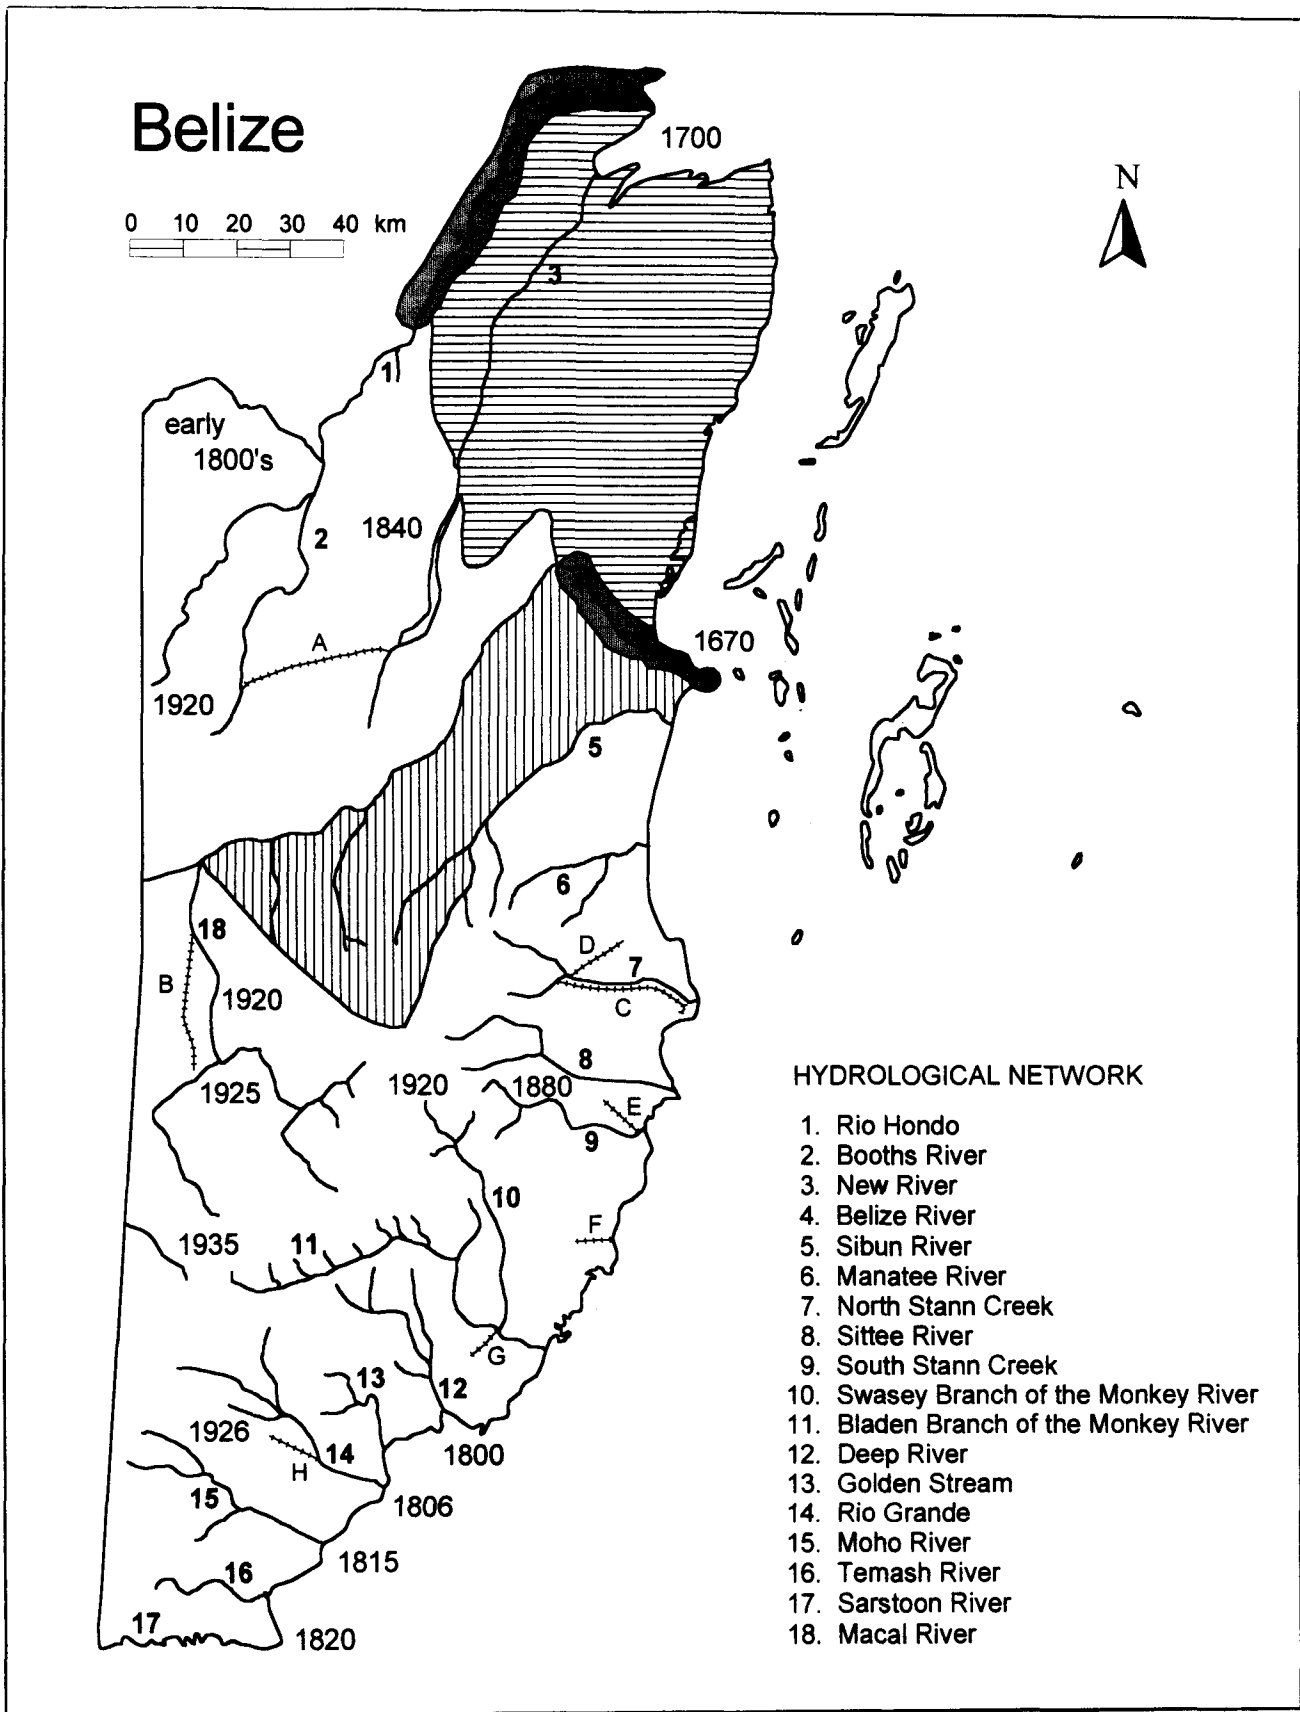 Belize
0 10 20 30 40 km
N
1700
3
1
early
1800's
2
1840
A
1670
1920
5
6
18
D
7
B
1920
C
8
1925
1920
1880
E
9
10
F
1935
11
G
13
12
1926
14
H
1800
15
1806
1815
16
17
1820
HYDROLOGICAL NETWORK
1. Rio Hondo
2. Booths River
3. New River
4. Belize River
5. Sibun River
6. Manatee River
7. North Stann Creek
8. Sittee River
9. South Stann Creek
10. Swasey Branch of the Monkey River
11. Bladen Branch of the Monkey River
12. Deep River
13. Golden Stream
14. Rio Grande
15. Moho River
16. Temash River
17. Sarstoon River
18. Macal River